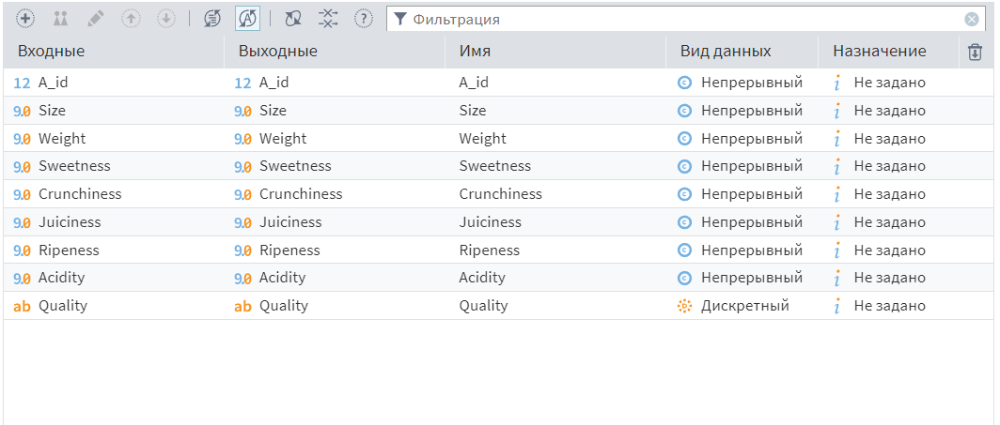 Фильтрация
Входные Выходные Имя Вид данных Назначение
12 A_id 12 A_id A_id Непрерывный Не задано
9.0 Size 9.0 Size Size Непрерывный Не задано
9.0 Weight 9.0 Weight Weight Непрерывный Не задано
9.0 Sweetness 9.0 Sweetness Sweetness Непрерывный Не задано
9.0 Crunchiness 9.0 Crunchiness Crunchiness Непрерывный Не задано
9.0 Juiciness 9.0 Juiciness Juiciness Непрерывный Не задано
9.0 Ripeness 9.0 Ripeness Ripeness Непрерывный Не задано
9.0 Acidity 9.0 Acidity Acidity Непрерывный Не задано
ab Quality ab Quality Quality Дискретный Не задано